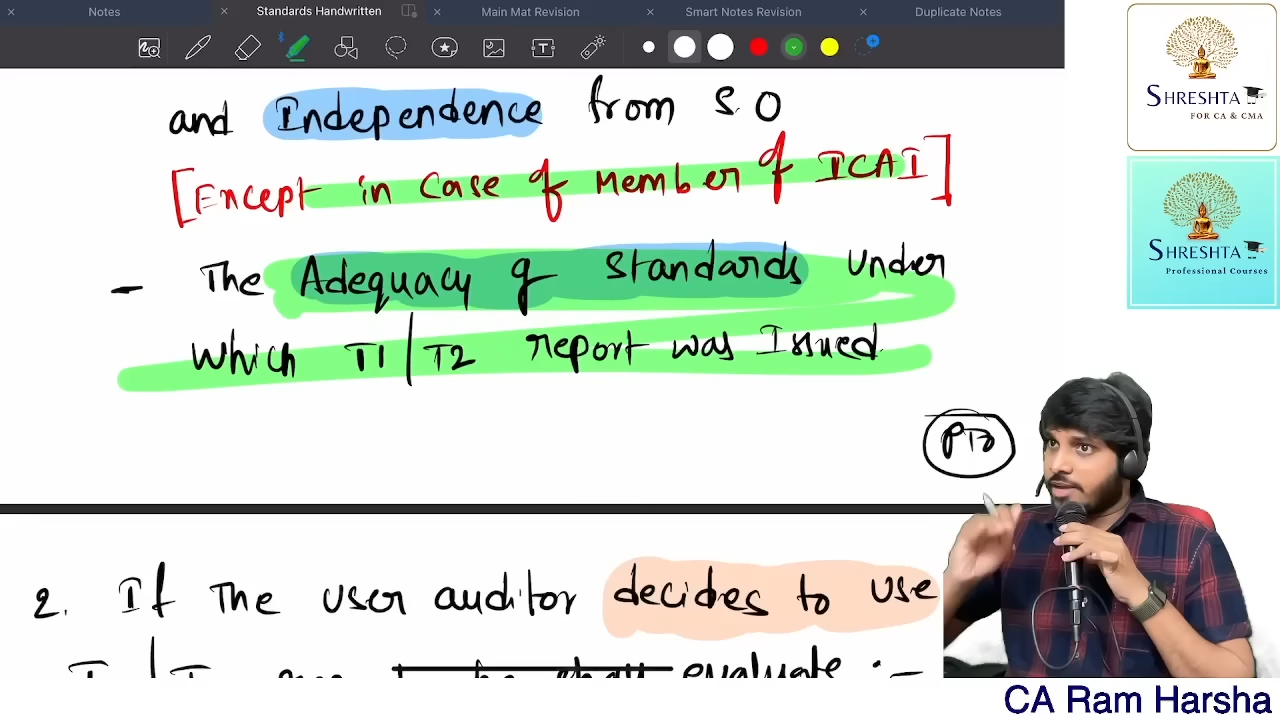 Notes
Standards Handwritten
Main Mat Revision
Smart Notes Revision
Duplicate Notes
SHRESHTA
FOR CA & CMA
SHRESHTA
Professional Courses
and Independence from S.O
[Except in Case of Member of ICAI]
- The Adequacy of Standards Under
Which T1/T2 report was Issued
PTO
2. If The user auditor decides to use
evaluate :-
CA Ram Harsha